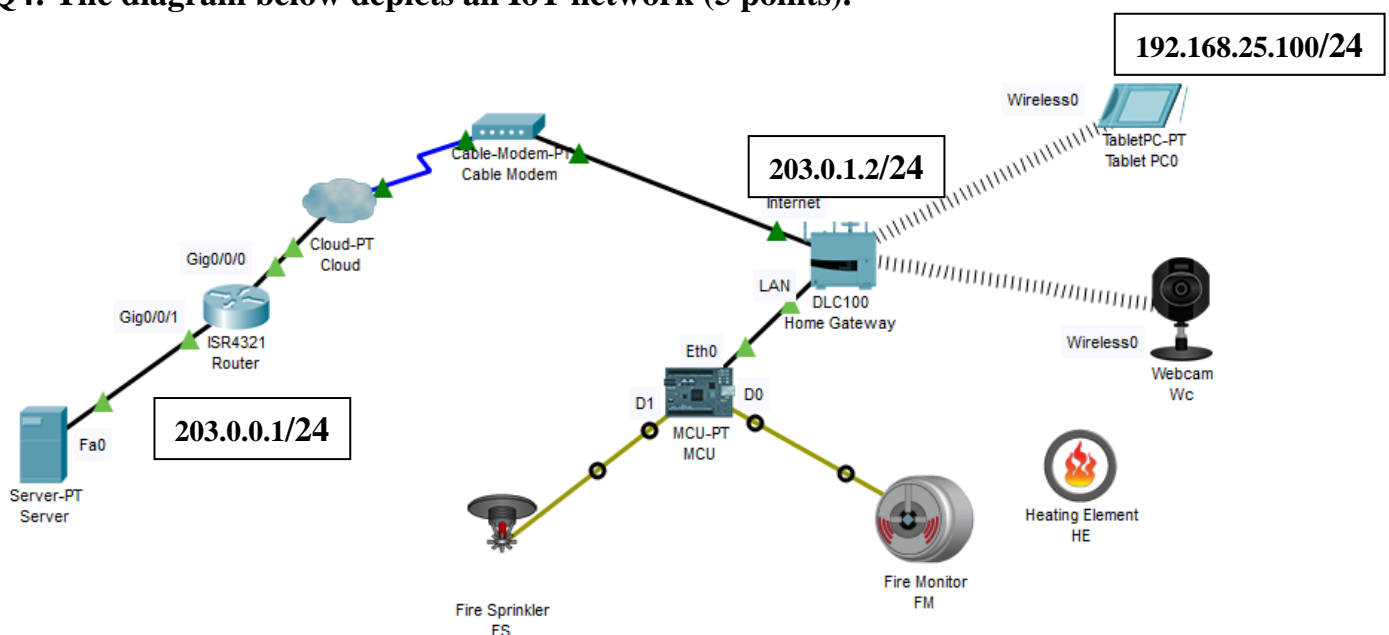 Q4: The diagram below depicts an IoT network (5 points).
192.168.25.100/24
Wireless0
TabletPC-PT
Tablet PC0
Cable-Modem-PT
Cable Modem
203.0.1.2/24
Internet
Cloud-PT
Cloud
Gig0/0/0
Gig0/0/1
ISR4321
Router
LAN
DLC100
Home Gateway
Wireless0
Webcam
Wc
Eth0
D1
D0
MCU-PT
MCU
203.0.0.1/24
Fa0
Server-PT
Server
Heating Element
HE
Fire Monitor
FM
Fire Sprinkler
FS